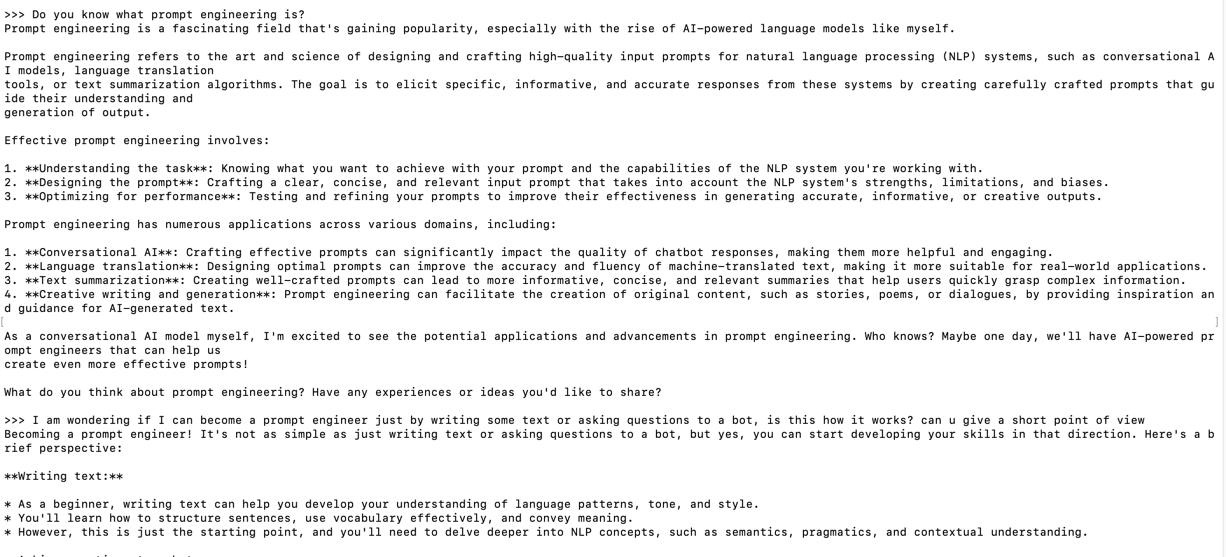 >>> Do you know what prompt engineering is?
Prompt engineering is a fascinating field that's gaining popularity, especially with the rise of AI-powered language models like myself.
Prompt engineering refers to the art and science of designing and crafting high-quality input prompts for natural language processing (NLP) systems, such as conversational A
I models, language translation
tools, or text summarization algorithms. The goal is to elicit specific, informative, and accurate responses from these systems by creating carefully crafted prompts that gu
ide their understanding and
generation of output.
Effective prompt engineering involves:
1. **Understanding the task**: Knowing what you want to achieve with your prompt and the capabilities of the NLP system you're working with.
2. **Designing the prompt**: Crafting a clear, concise, and relevant input prompt that takes into account the NLP system's strengths, limitations, and biases.
3. **Optimizing for performance**: Testing and refining your prompts to improve their effectiveness in generating accurate, informative, or creative outputs.
Prompt engineering has numerous applications across various domains, including:
1. **Conversational AI**: Crafting effective prompts can significantly impact the quality of chatbot responses, making them more helpful and engaging.
2. **Language translation**: Designing optimal prompts can improve the accuracy and fluency of machine-translated text, making it more suitable for real-world applications.
3. **Text summarization**: Creating well-crafted prompts can lead to more informative, concise, and relevant summaries that help users quickly grasp complex information.
4. **Creative writing and generation**: Prompt engineering can facilitate the creation of original content, such as stories, poems, or dialogues, by providing inspiration an
d guidance for AI-generated text.
As a conversational AI model myself, I'm excited to see the potential applications and advancements in prompt engineering. Who knows? Maybe one day, we'll have AI-powered pr
ompt engineers that can help us
create even more effective prompts!
What do you think about prompt engineering? Have any experiences or ideas you'd like to share?
>>> I am wondering if I can become a prompt engineer just by writing some text or asking questions to a bot, is this how it works? can u give a short point of view
Becoming a prompt engineer! It's not as simple as just writing text or asking questions to a bot, but yes, you can start developing your skills in that direction. Here's a b
rief perspective:
**Writing text:**
* As a beginner, writing text can help you develop your understanding of language patterns, tone, and style.
* You'll learn how to structure sentences, use vocabulary effectively, and convey meaning.
* However, this is just the starting point, and you'll need to delve deeper into NLP concepts, such as semantics, pragmatics, and contextual understanding.